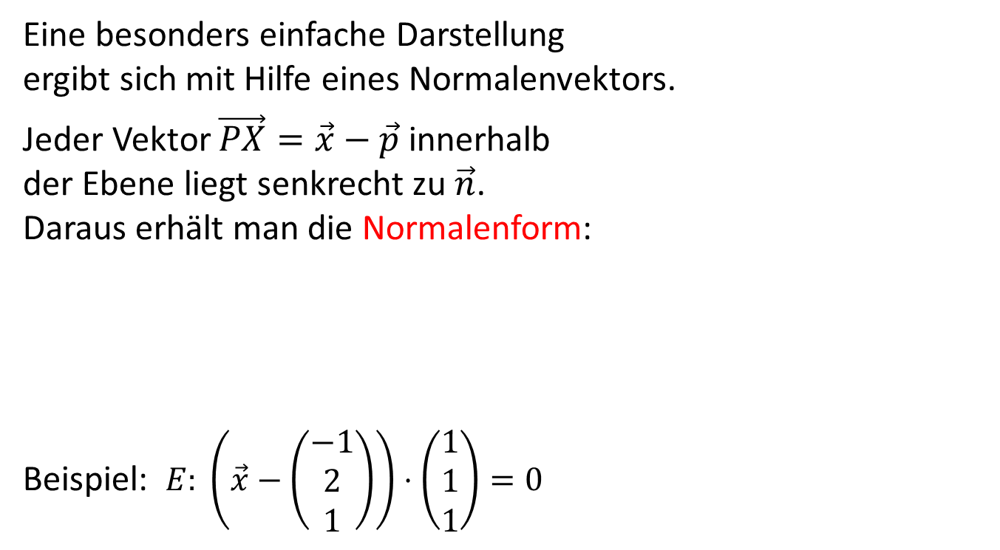 Eine besonders einfache Darstellung
ergibt sich mit Hilfe eines Normalenvektors.
Jeder Vektor $\overrightarrow{PX} = \vec{x} - \vec{p}$ innerhalb
der Ebene liegt senkrecht zu $\vec{n}$.
Daraus erhält man die Normalenform:
Beispiel: $E: \left(\vec{x} - \begin{pmatrix} -1 \\ 2 \\ 1 \end{pmatrix}\right) \cdot \begin{pmatrix} 1 \\ 1 \\ 1 \end{pmatrix} = 0$